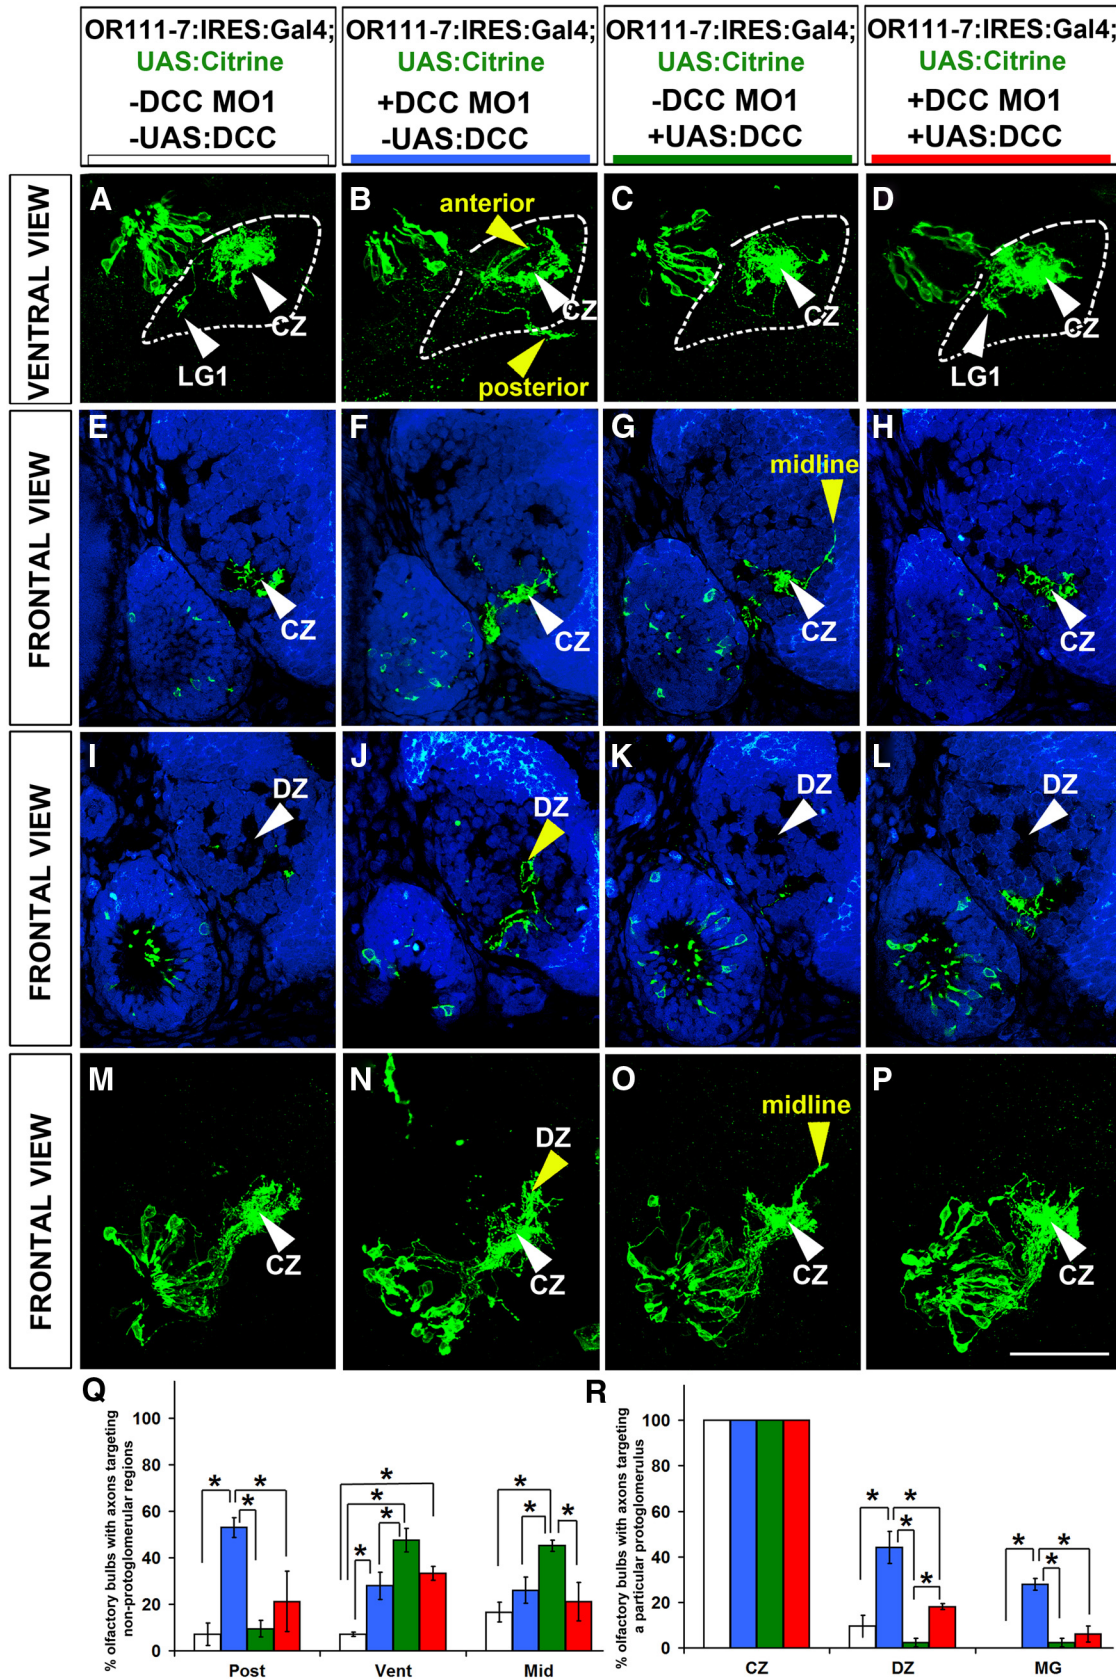 OR111-7:IRES:Gal4;
UAS:Citrine
-DCC MO1
-UAS:DCC
OR111-7:IRES:Gal4;
UAS:Citrine
+DCC MO1
-UAS:DCC
OR111-7:IRES:Gal4;
UAS:Citrine
-DCC MO1
+UAS:DCC
OR111-7:IRES:Gal4;
UAS:Citrine
+DCC MO1
+UAS:DCC
VENTRAL VIEW
A
CZ
LG1
B
anterior
CZ
posterior
C
CZ
D
CZ
LG1
FRONTAL VIEW
E
CZ
F
CZ
G
midline
CZ
H
CZ
FRONTAL VIEW
I
DZ
J
DZ
K
DZ
L
DZ
FRONTAL VIEW
M
CZ
N
DZ
CZ
O
midline
CZ
P
CZ
Q
% olfactory bulbs with axons targeting
non-protoglomerular regions
100
80
60
40
20
0
* * *
* * * *
* * *
Post Vent Mid
R
% olfactory bulbs with axons targeting
a particular protoglomerulus
100
80
60
40
20
0
* * * *
* * *
CZ DZ MG